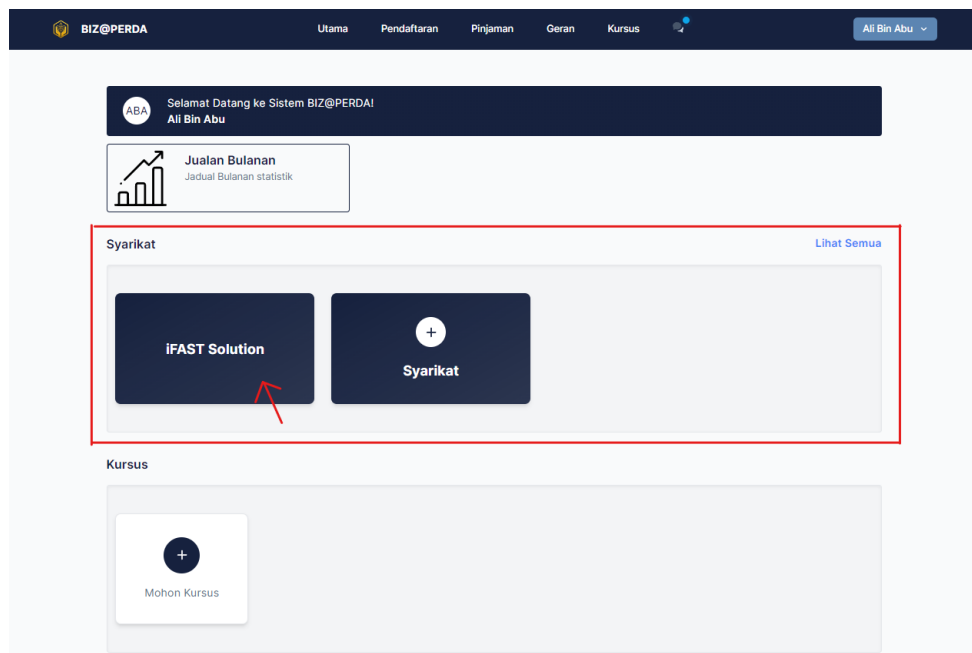 BIZ@PERDA
Utama
Pendaftaran
Pinjaman
Geran
Kursus
Ali Bin Abu
ABA
Selamat Datang ke Sistem BIZ@PERDA!
Ali Bin Abu
Jualan Bulanan
Jadual Bulanan statistik
Syarikat
Lihat Semua
iFAST Solution
+
Syarikat
Kursus
+
Mohon Kursus